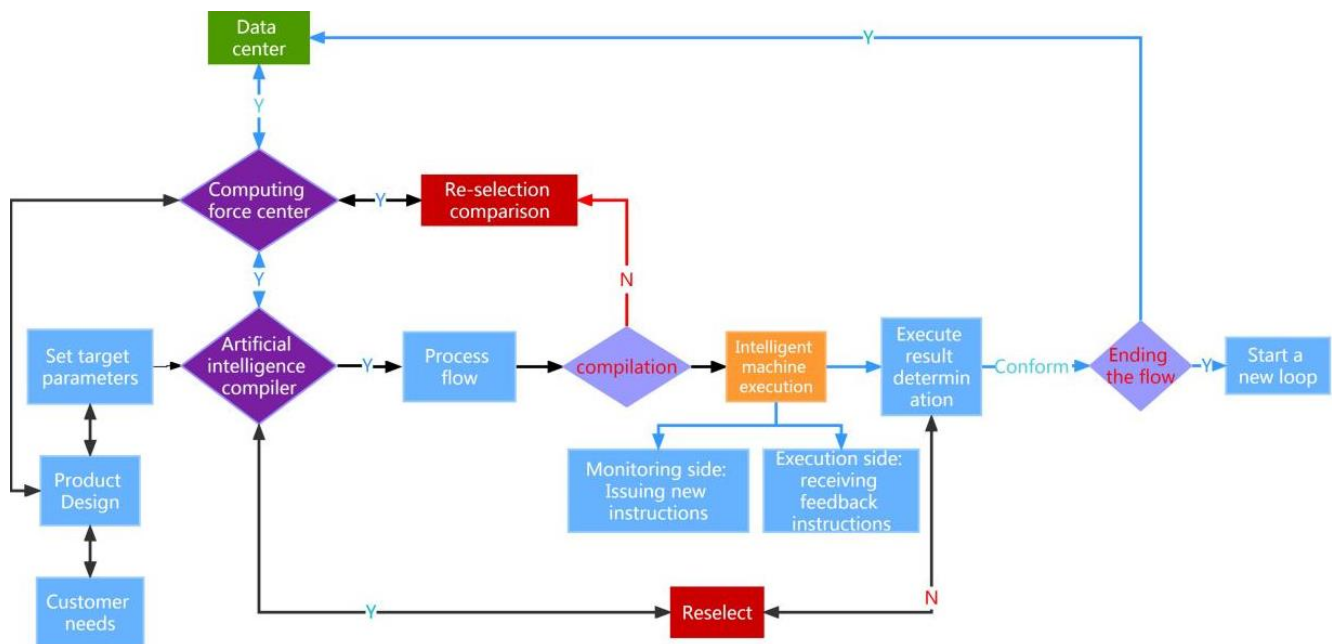 Data
center
Y
Y
Computing
force center
Y
Re-selection
comparison
Y
N
Set target
parameters
Artificial
intelligence
compiler
Y
Process
flow
compilation
Intelligent
machine
execution
Execute
result
determin
ation
Conform
Ending
the flow
Y
Start a
new loop
Product
Design
Monitoring side:
Issuing new
instructions
Execution side:
receiving
feedback
instructions
Customer
needs
Y
Reselect
N